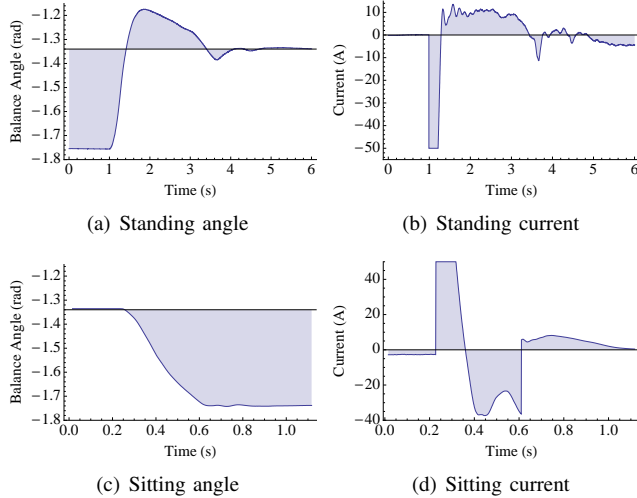 −1.2
−1.3
−1.4
−1.5
−1.6
−1.7
−1.8
Balance Angle (rad)
0 1 2 3 4 5 6
Time (s)
(a) Standing angle
10
0
−10
−20
−30
−40
−50
Current (A)
0 1 2 3 4 5 6
Time (s)
(b) Standing current
−1.2
−1.3
−1.4
−1.5
−1.6
−1.7
−1.8
Balance Angle (rad)
0.0 0.2 0.4 0.6 0.8 1.0
Time (s)
(c) Sitting angle
40
20
0
−20
−40
Current (A)
0.0 0.2 0.4 0.6 0.8 1.0
Time (s)
(d) Sitting current